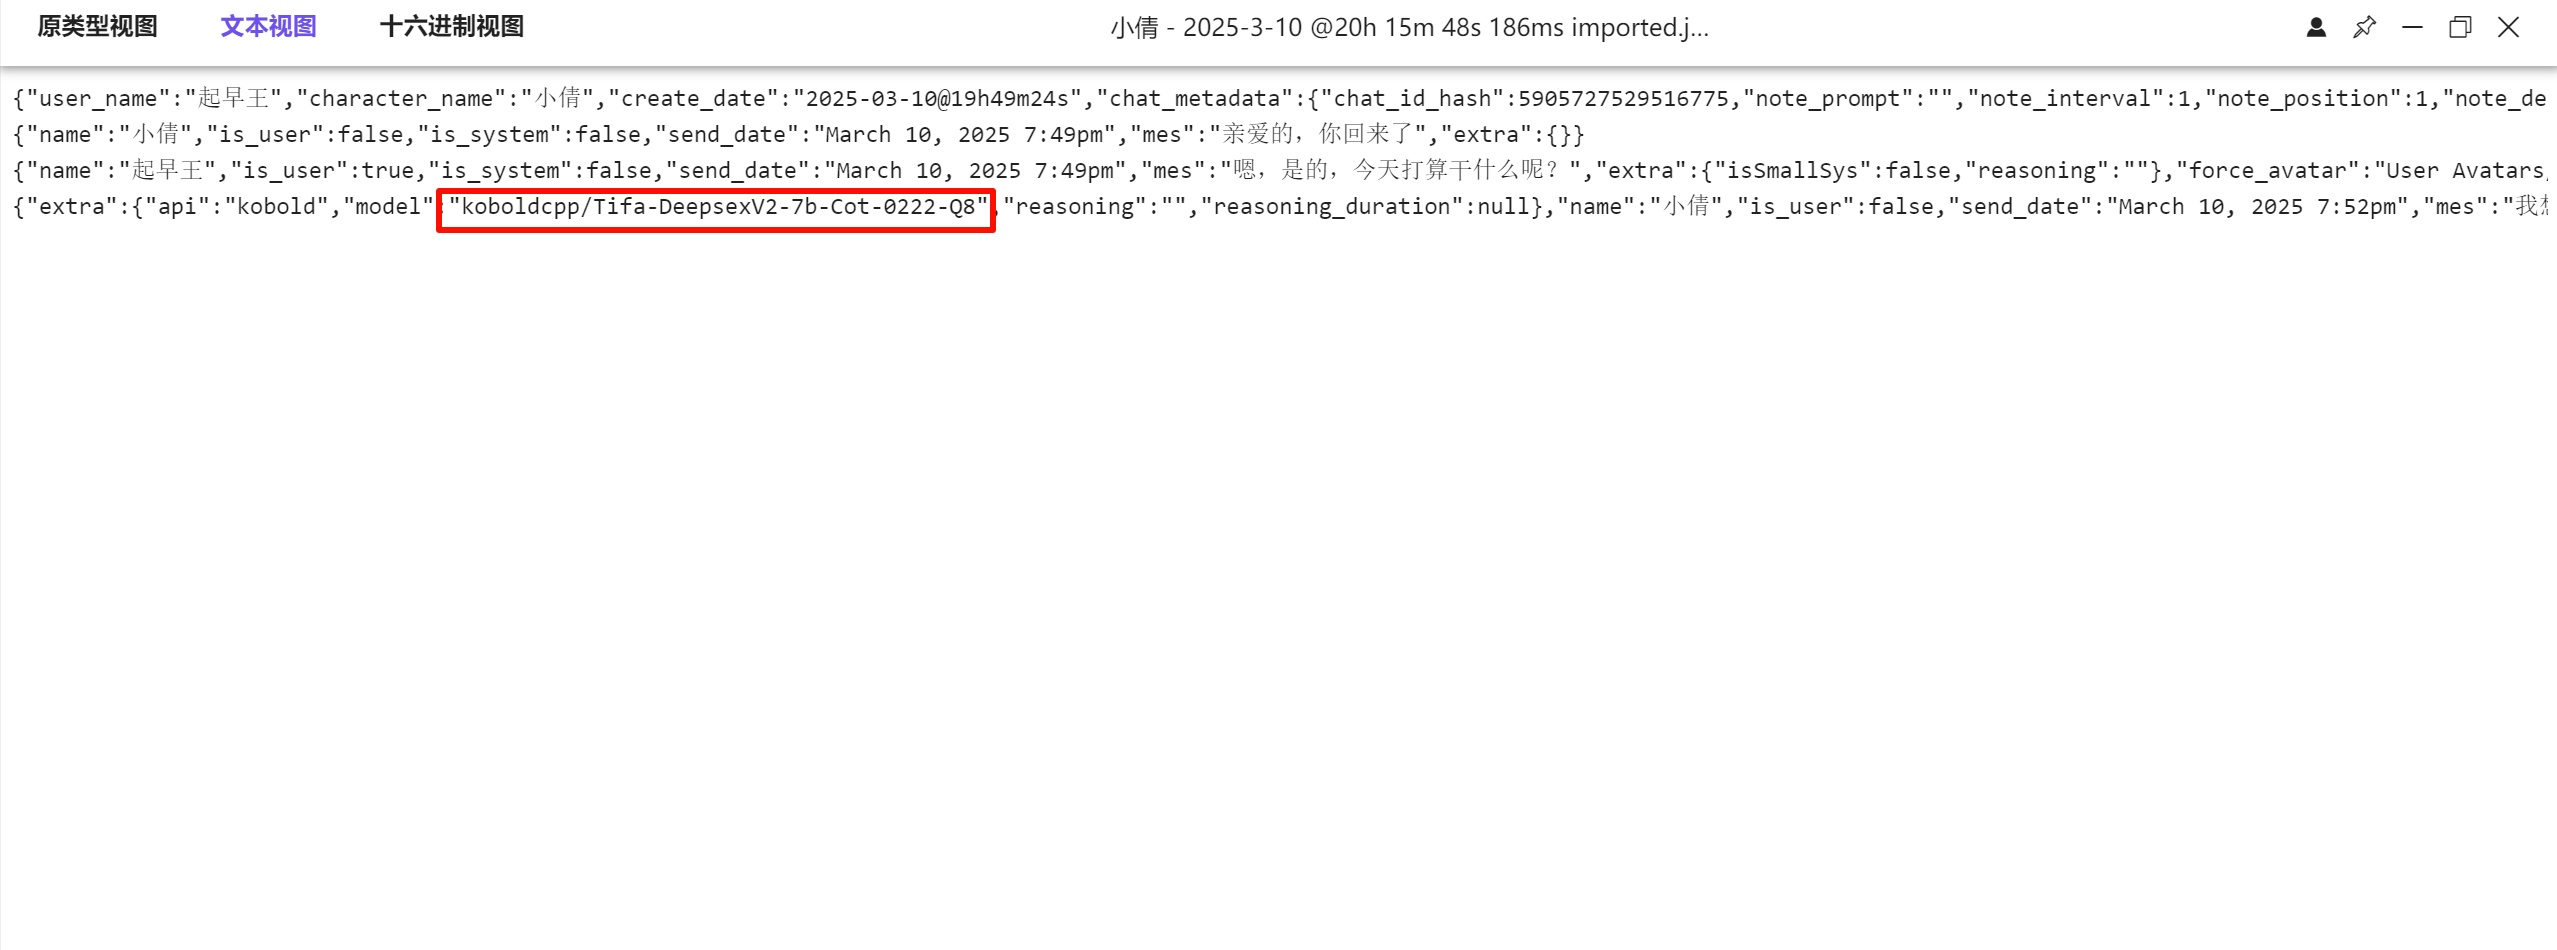 原类型视图 文本视图 十六进制视图 小倩 - 2025-3-10 @20h 15m 48s 186ms imported.j...
{"user_name":"起早王","character_name":"小倩","create_date":"2025-03-10@19h49m24s","chat_metadata":{"chat_id_hash":5905727529516775,"note_prompt":"","note_interval":1,"note_position":1,"note_de
{"name":"小倩","is_user":false,"is_system":false,"send_date":"March 10, 2025 7:49pm","mes":"亲爱的，你回来了","extra":{}}
{"name":"起早王","is_user":true,"is_system":false,"send_date":"March 10, 2025 7:49pm","mes":"嗯，是的，今天打算干什么呢？","extra":{"isSmallSys":false,"reasoning":""},"force_avatar":"User Avatars,
{"extra":{"api":"kobold","model":"koboldcpp/Tifa-DeepsexV2-7b-Cot-0222-Q8","reasoning":"","reasoning_duration":null},"name":"小倩","is_user":false,"send_date":"March 10, 2025 7:52pm","mes":"我想